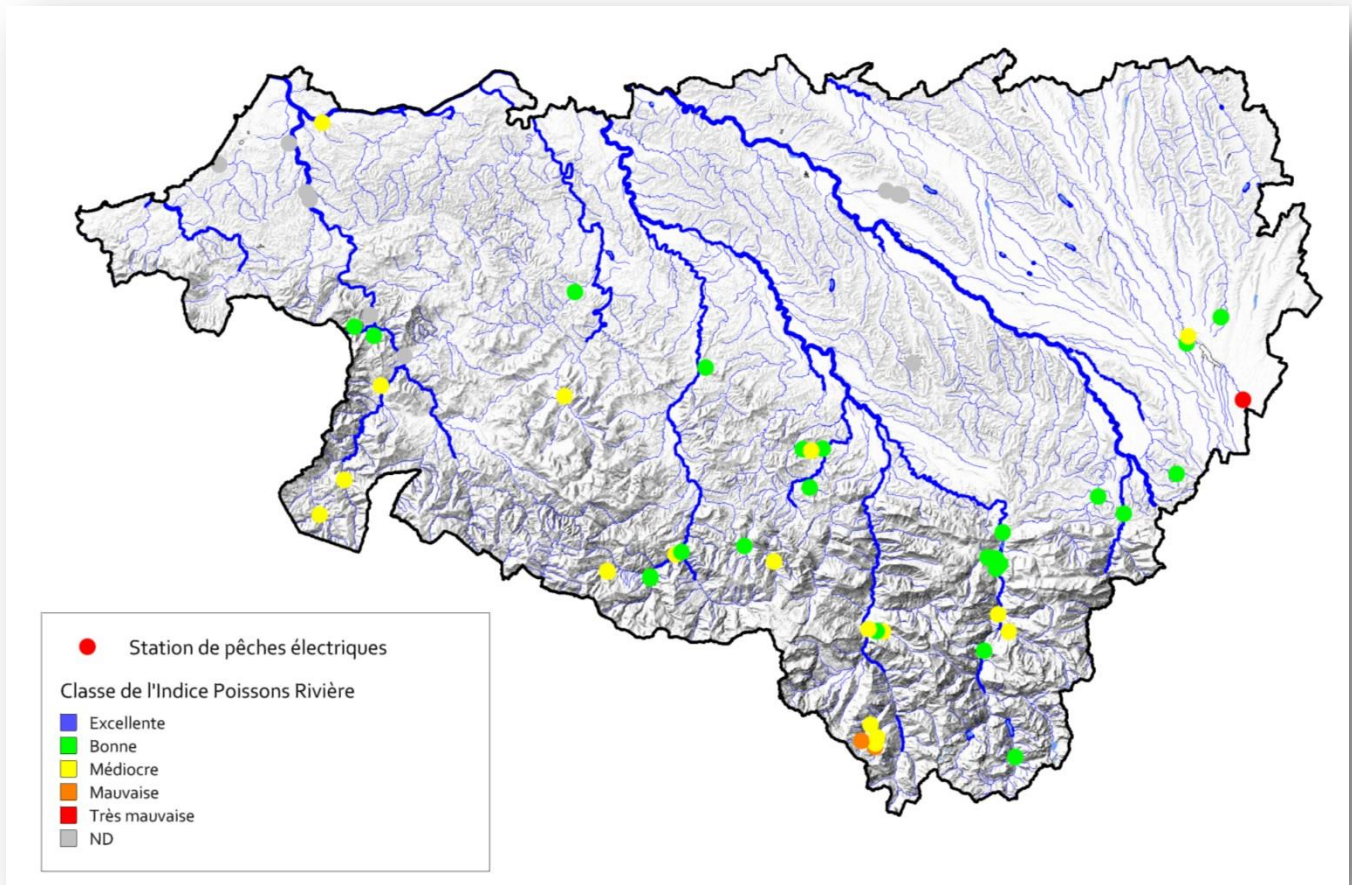 Station de pêches électriques
Classe de l'Indice Poissons Rivière
Excellente
Bonne
Médiocre
Mauvaise
Très mauvaise
ND